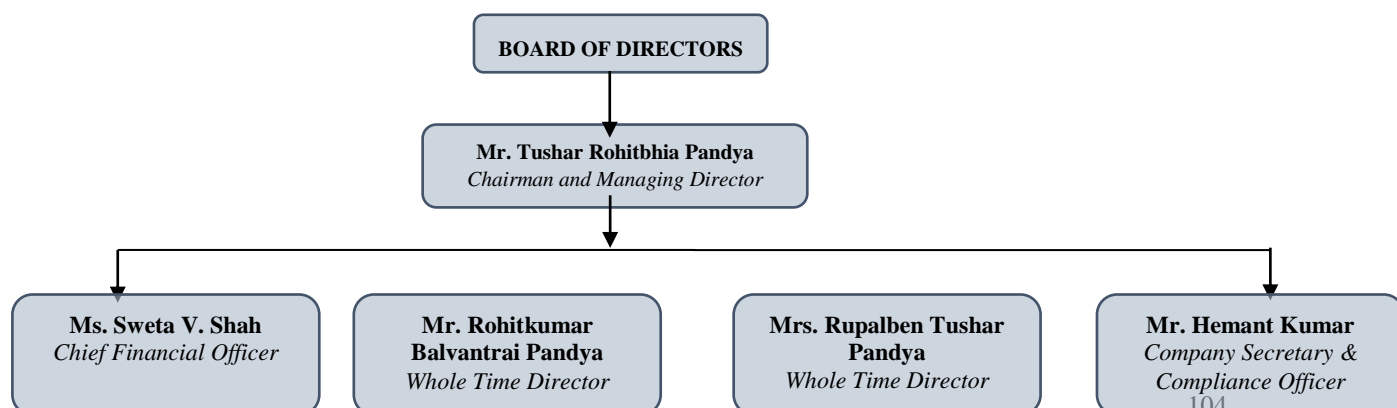 BOARD OF DIRECTORS
Mr. Tushar Rohitbhia Pandya
Chairman and Managing Director
Ms. Sweta V. Shah
Chief Financial Officer
Mr. Rohitkumar
Balvantrai Pandya
Whole Time Director
Mrs. Rupalben Tushar
Pandya
Whole Time Director
Mr. Hemant Kumar
Company Secretary &
Compliance Officer
104